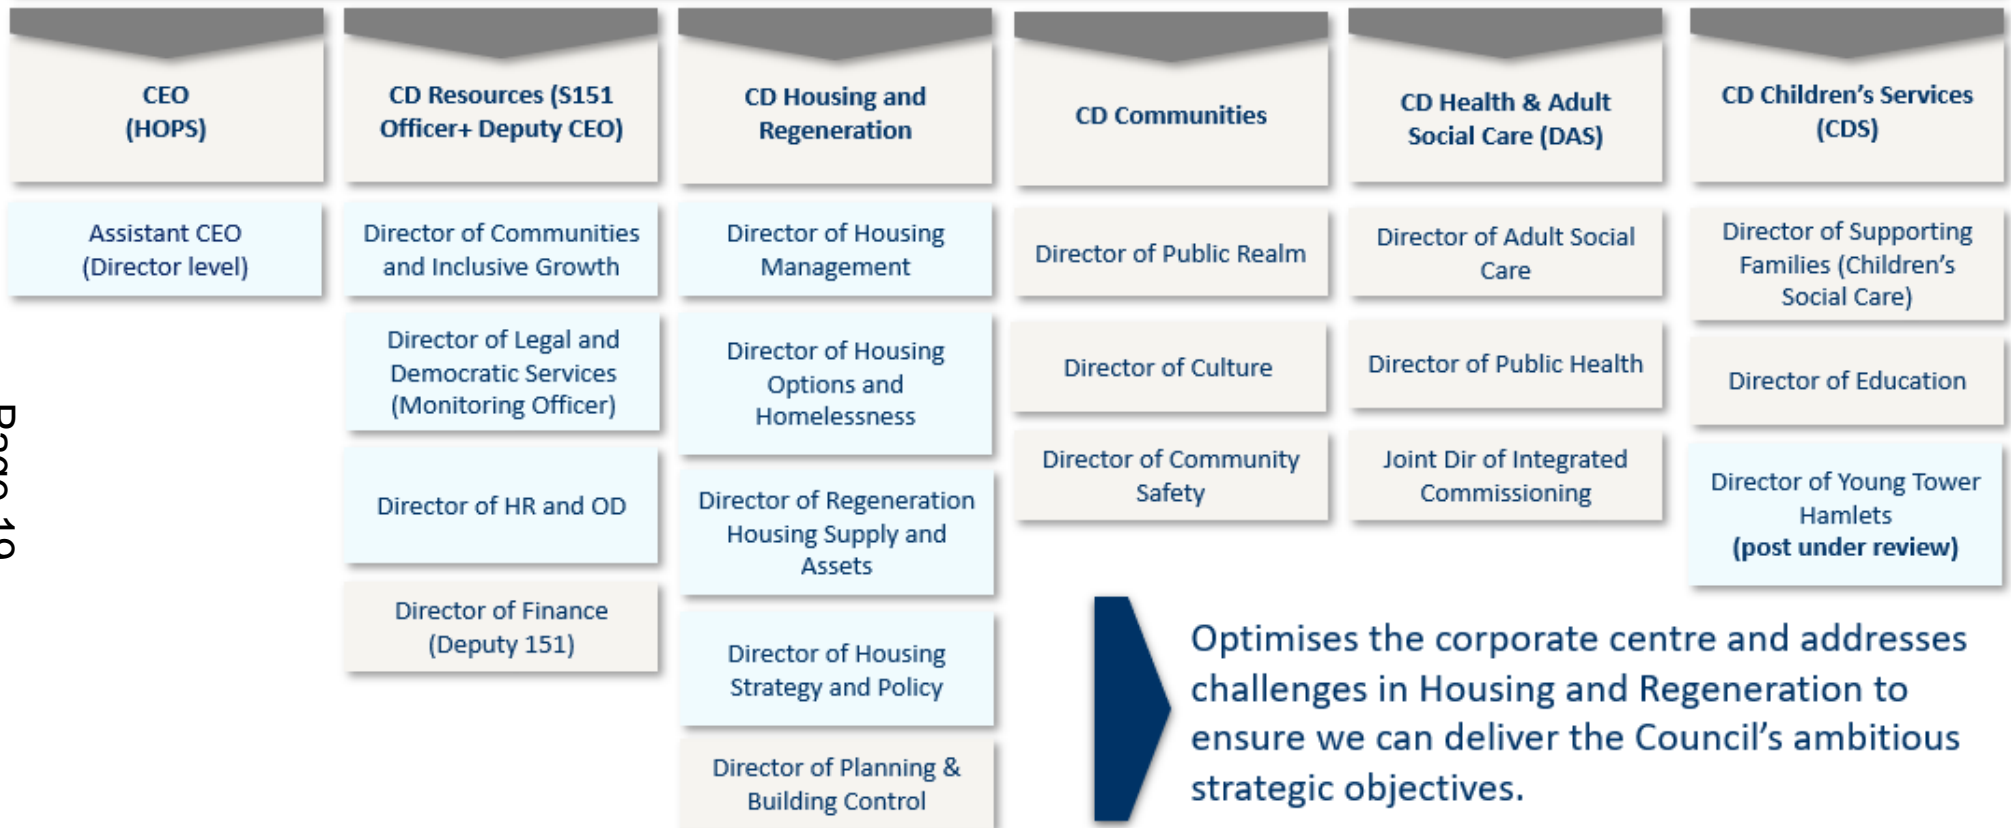 CEO
(HOPS)
Assistant CEO
(Director level)
CD Resources (S151
Officer+ Deputy CEO)
Director of Communities
and Inclusive Growth
Director of Legal and
Democratic Services
(Monitoring Officer)
Director of HR and OD
Director of Finance
(Deputy 151)
CD Housing and
Regeneration
Director of Housing
Management
Director of Housing
Options and
Homelessness
Director of Regeneration
Housing Supply and
Assets
Director of Housing
Strategy and Policy
Director of Planning &
Building Control
CD Communities
Director of Public Realm
Director of Culture
Director of Community
Safety
CD Health & Adult
Social Care (DAS)
Director of Adult Social
Care
Director of Public Health
Joint Dir of Integrated
Commissioning
CD Children’s Services
(CDS)
Director of Supporting
Families (Children’s
Social Care)
Director of Education
Director of Young Tower
Hamlets
(post under review)
Optimises the corporate centre and addresses
challenges in Housing and Regeneration to
ensure we can deliver the Council’s ambitious
strategic objectives.